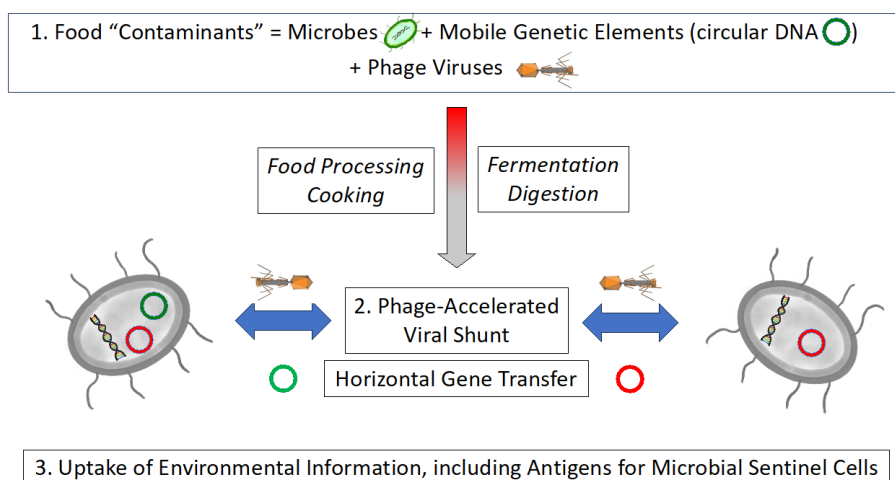 1. Food “Contaminants” = Microbes + Mobile Genetic Elements (circular DNA )
+ Phage Viruses
Food Processing
Cooking
Fermentation
Digestion
2. Phage-Accelerated
Viral Shunt
Horizontal Gene Transfer
3. Uptake of Environmental Information, including Antigens for Microbial Sentinel Cells